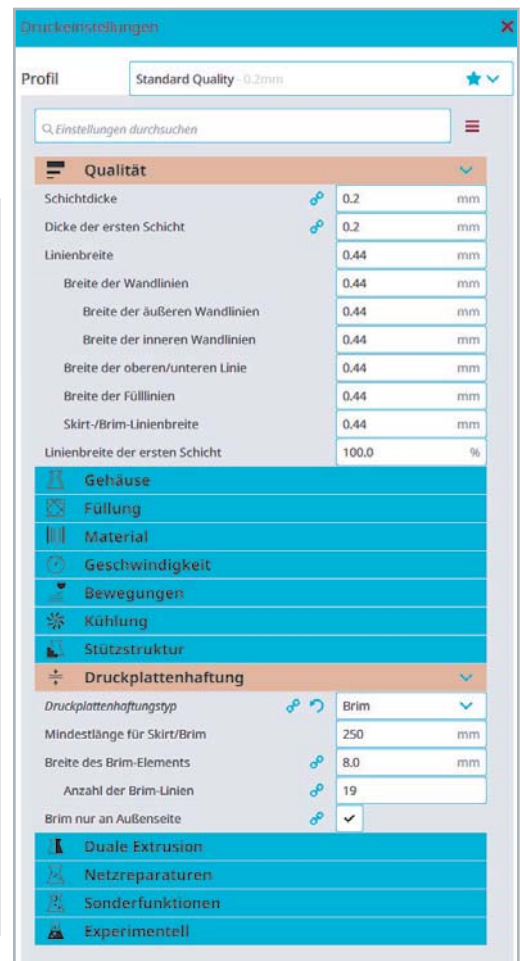 Druckeinstellungen
Profil Standard Quality - 0.2mm
Einstellungen durchsuchen
Qualität
Schichtdicke 0.2 mm
Dicke der ersten Schicht 0.2 mm
Linienbreite 0.44 mm
Breite der Wandlinien 0.44 mm
Breite der äußeren Wandlinien 0.44 mm
Breite der inneren Wandlinien 0.44 mm
Breite der oberen/unteren Linie 0.44 mm
Breite der Fülllinien 0.44 mm
Skirt-/Brim-Linienbreite 0.44 mm
Linienbreite der ersten Schicht 100.0 %
Gehäuse
Füllung
Material
Geschwindigkeit
Bewegungen
Kühlung
Stützstruktur
Druckplattenhaftung
Druckplattenhaftungstyp Brim
Mindestlänge für Skirt/Brim 250 mm
Breite des Brim-Elements 8.0 mm
Anzahl der Brim-Linien 19
Brim nur an Außenseite
Duale Extrusion
Netzreparaturen
Sonderfunktionen
Experimentell